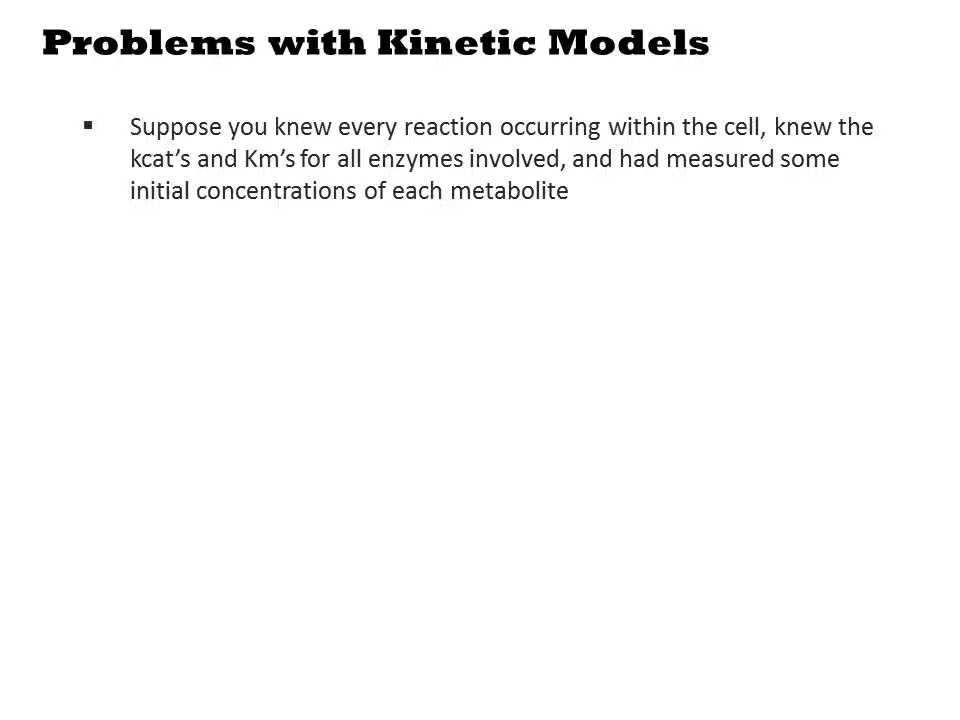 Problems with Kinetic Models
▪ Suppose you knew every reaction occurring within the cell, knew the
kcat’s and Km’s for all enzymes involved, and had measured some
initial concentrations of each metabolite